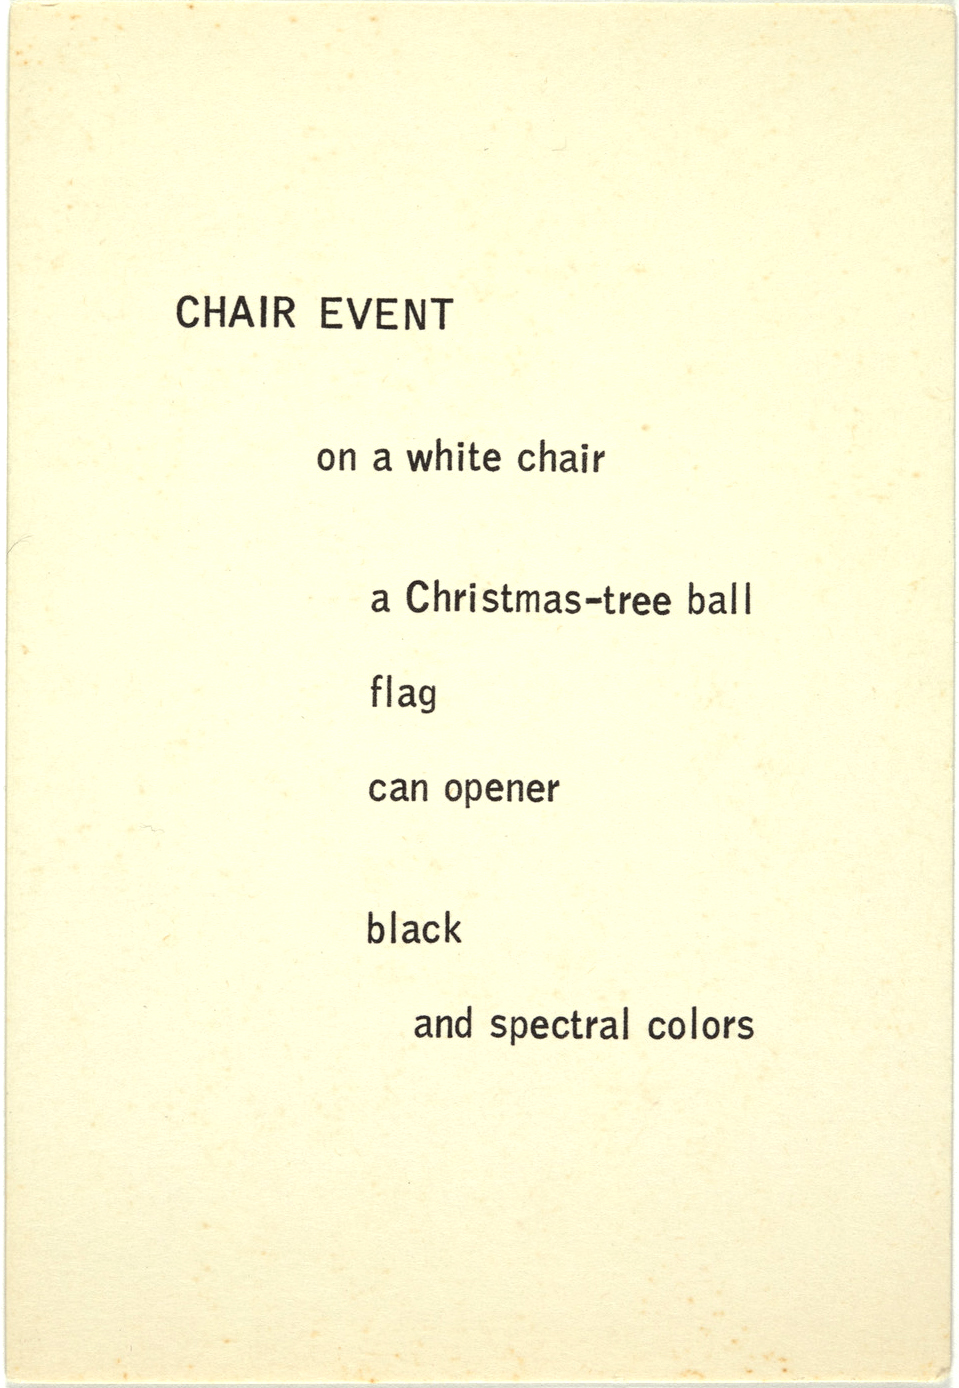 CHAIR EVENT
on a white chair
a Christmas-tree ball
flag
can opener
black
and spectral colors